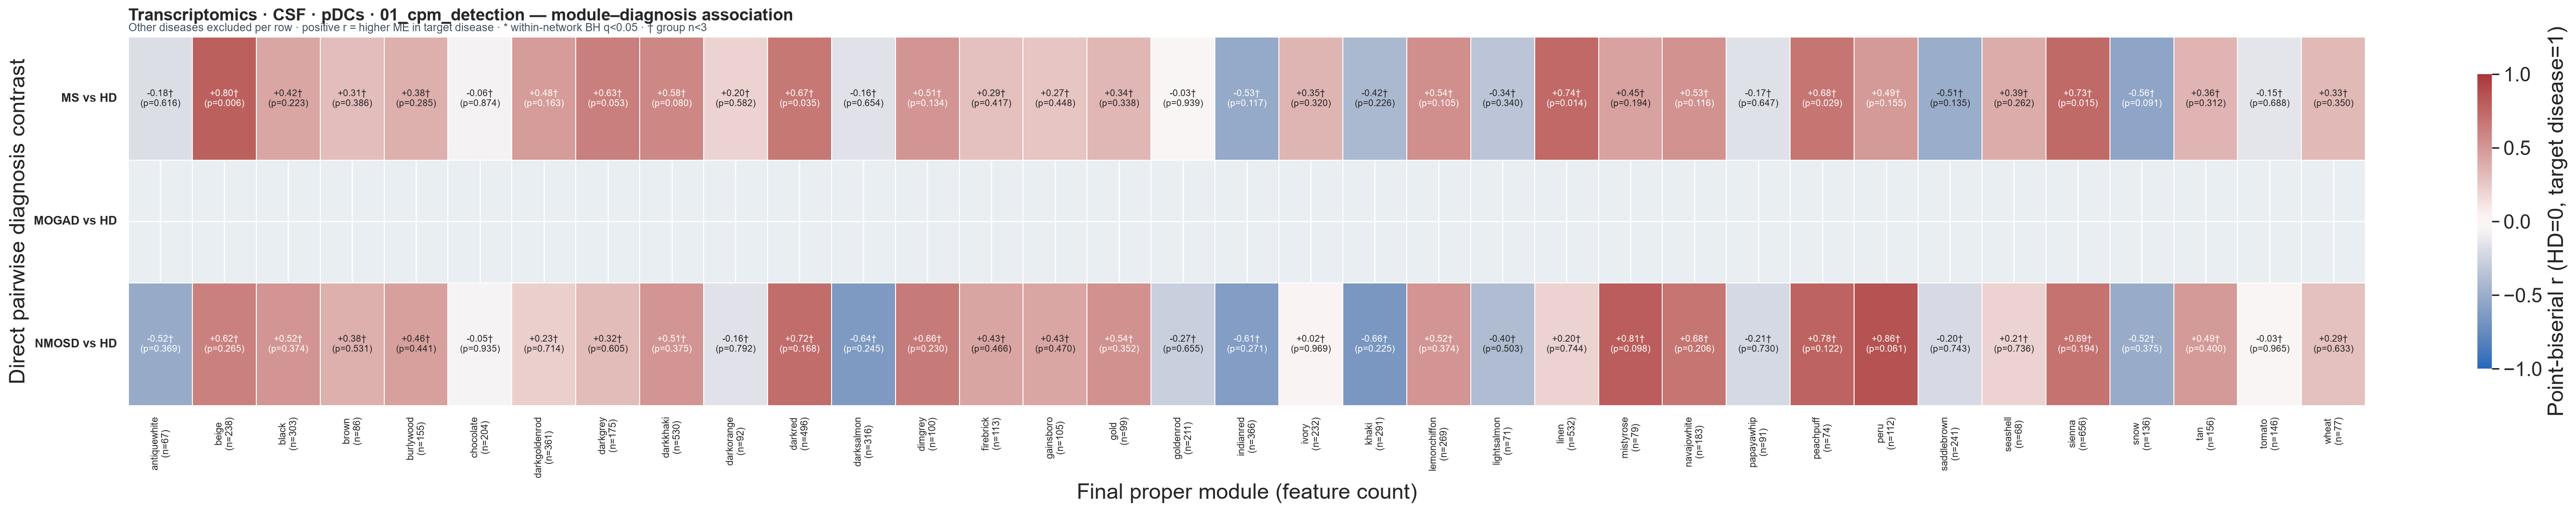 Transcriptomics · CSF · pDCs · 01_cpm_detection — module–diagnosis association
Other diseases excluded per row · positive r = higher ME in target disease · * within-network BH q<0.05 · † group n<3
Direct pairwise diagnosis contrast
MS vs HD
-0.18† +0.80† +0.42† +0.31† +0.38† -0.06† +0.48† +0.63† +0.58† +0.20† +0.67† -0.16† +0.51† +0.29† +0.27† +0.34† -0.03† -0.53† +0.35† -0.42† +0.54† -0.34† +0.74† +0.45† +0.53† -0.17† +0.68† +0.49† -0.51† +0.39† +0.73† -0.56† +0.36† -0.15† +0.33†
(p=0.616) (p=0.006) (p=0.223) (p=0.386) (p=0.285) (p=0.874) (p=0.163) (p=0.053) (p=0.080) (p=0.582) (p=0.035) (p=0.654) (p=0.134) (p=0.417) (p=0.448) (p=0.338) (p=0.939) (p=0.117) (p=0.320) (p=0.226) (p=0.105) (p=0.340) (p=0.014) (p=0.194) (p=0.116) (p=0.647) (p=0.029) (p=0.155) (p=0.135) (p=0.262) (p=0.015) (p=0.091) (p=0.312) (p=0.688) (p=0.350)
MOGAD vs HD
NMOSD vs HD
-0.52† +0.62† +0.52† +0.38† +0.46† -0.05† +0.23† +0.32† +0.51† -0.16† +0.72† -0.64† +0.66† +0.43† +0.43† +0.54† -0.27† -0.61† +0.02† -0.66† +0.52† -0.40† +0.20† +0.81† +0.68† -0.21† +0.78† +0.86† -0.20† +0.21† +0.69† -0.52† +0.49† -0.03† +0.29†
(p=0.369) (p=0.265) (p=0.374) (p=0.531) (p=0.441) (p=0.935) (p=0.714) (p=0.605) (p=0.375) (p=0.792) (p=0.168) (p=0.245) (p=0.230) (p=0.466) (p=0.470) (p=0.352) (p=0.655) (p=0.271) (p=0.969) (p=0.225) (p=0.374) (p=0.503) (p=0.744) (p=0.098) (p=0.206) (p=0.730) (p=0.122) (p=0.061) (p=0.743) (p=0.736) (p=0.194) (p=0.375) (p=0.400) (p=0.965) (p=0.633)
antiquewhite
(n=67)
beige
(n=238)
black
(n=303)
brown
(n=86)
burlywood
(n=155)
chocolate
(n=204)
darkgoldenrod
(n=361)
darkgrey
(n=175)
darkkhaki
(n=530)
darkorange
(n=92)
darkred
(n=496)
darksalmon
(n=316)
dimgrey
(n=100)
firebrick
(n=113)
gainsboro
(n=105)
gold
(n=99)
goldenrod
(n=211)
indianred
(n=366)
ivory
(n=232)
khaki
(n=291)
lemonchiffon
(n=269)
lightsalmon
(n=71)
linen
(n=532)
mistyrose
(n=79)
navajowhite
(n=183)
papayawhip
(n=91)
peachpuff
(n=74)
peru
(n=112)
saddlebrown
(n=241)
seashell
(n=68)
sienna
(n=656)
snow
(n=136)
tan
(n=156)
tomato
(n=146)
wheat
(n=77)
Final proper module (feature count)
1.0
0.5
0.0
−0.5
−1.0
Point-biserial r (HD=0, target disease=1)